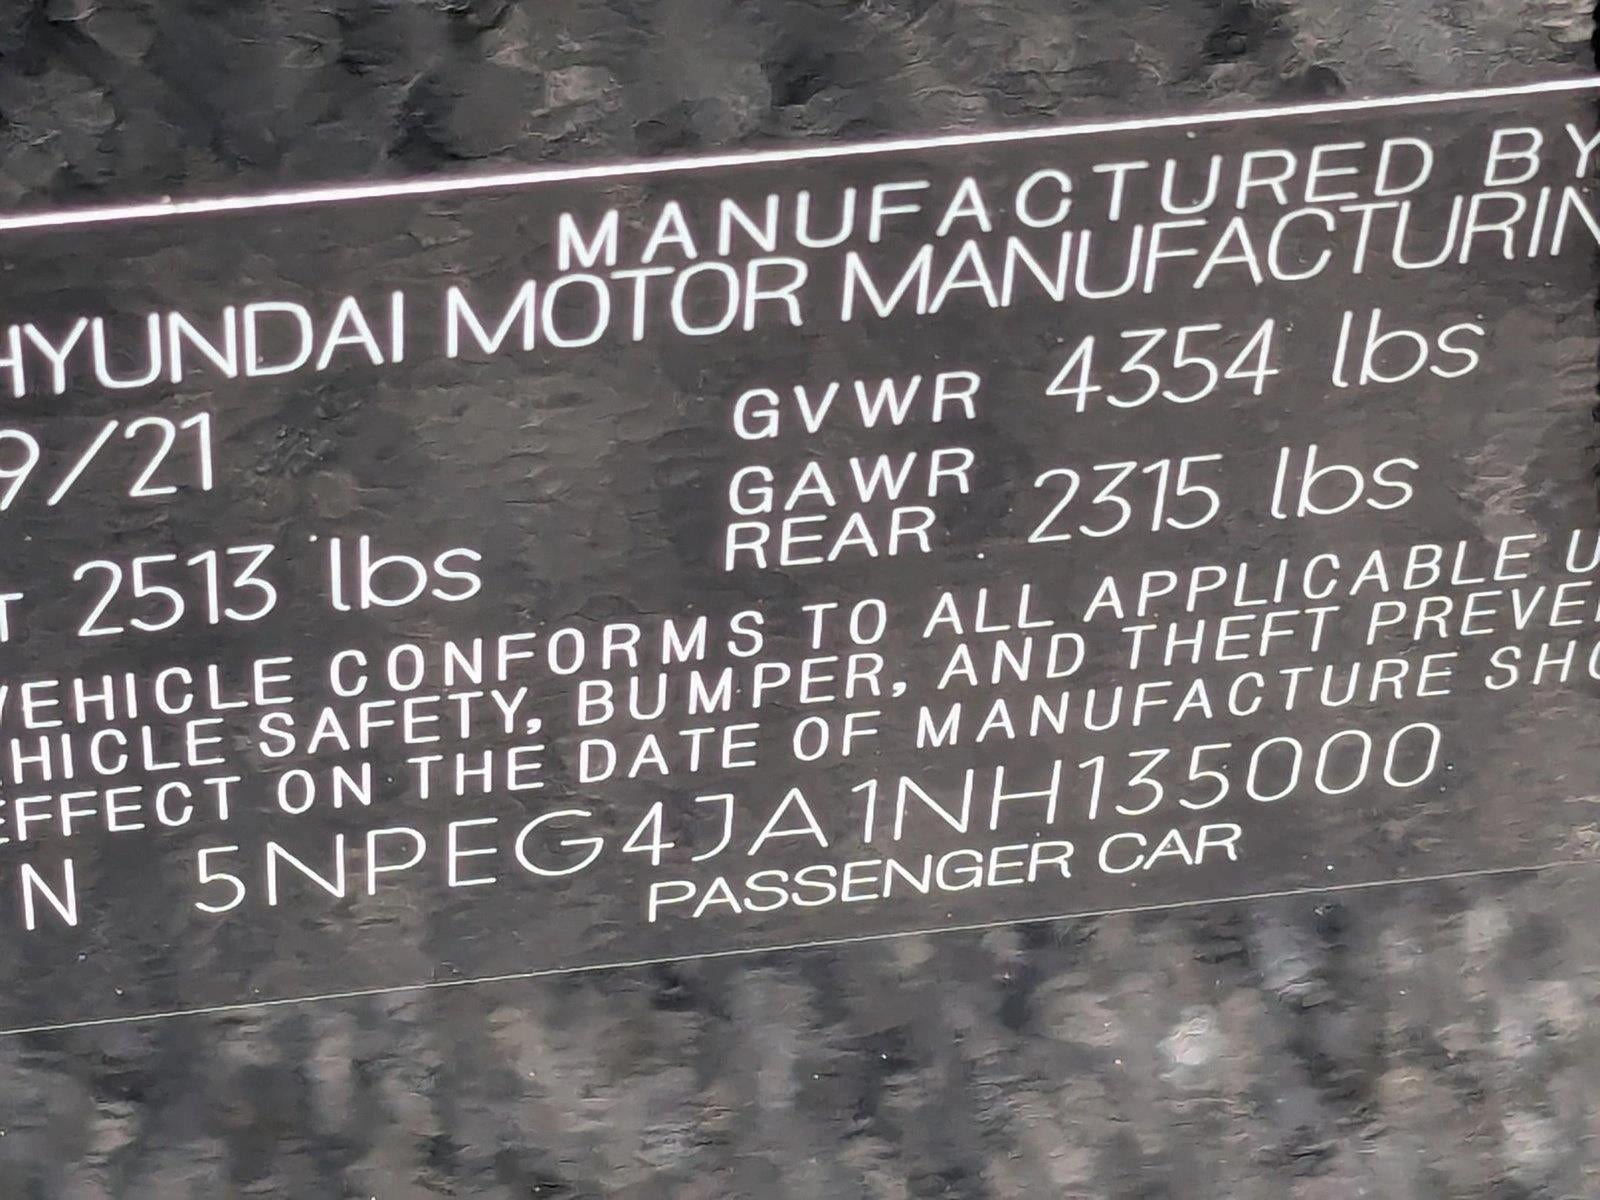 MANUFACTURED BY
HYUNDAI MOTOR MANUFACTURIN
9/21 GVWR 4354 lbs
T 2513 lbs GAWR REAR 2315 lbs
VEHICLE CONFORMS TO ALL APPLICABLE U
HICLE SAFETY, BUMPER, AND THEFT PREVE
EFFECT ON THE DATE OF MANUFACTURE SHO
N 5NPEG4JA1NH135000
PASSENGER CAR